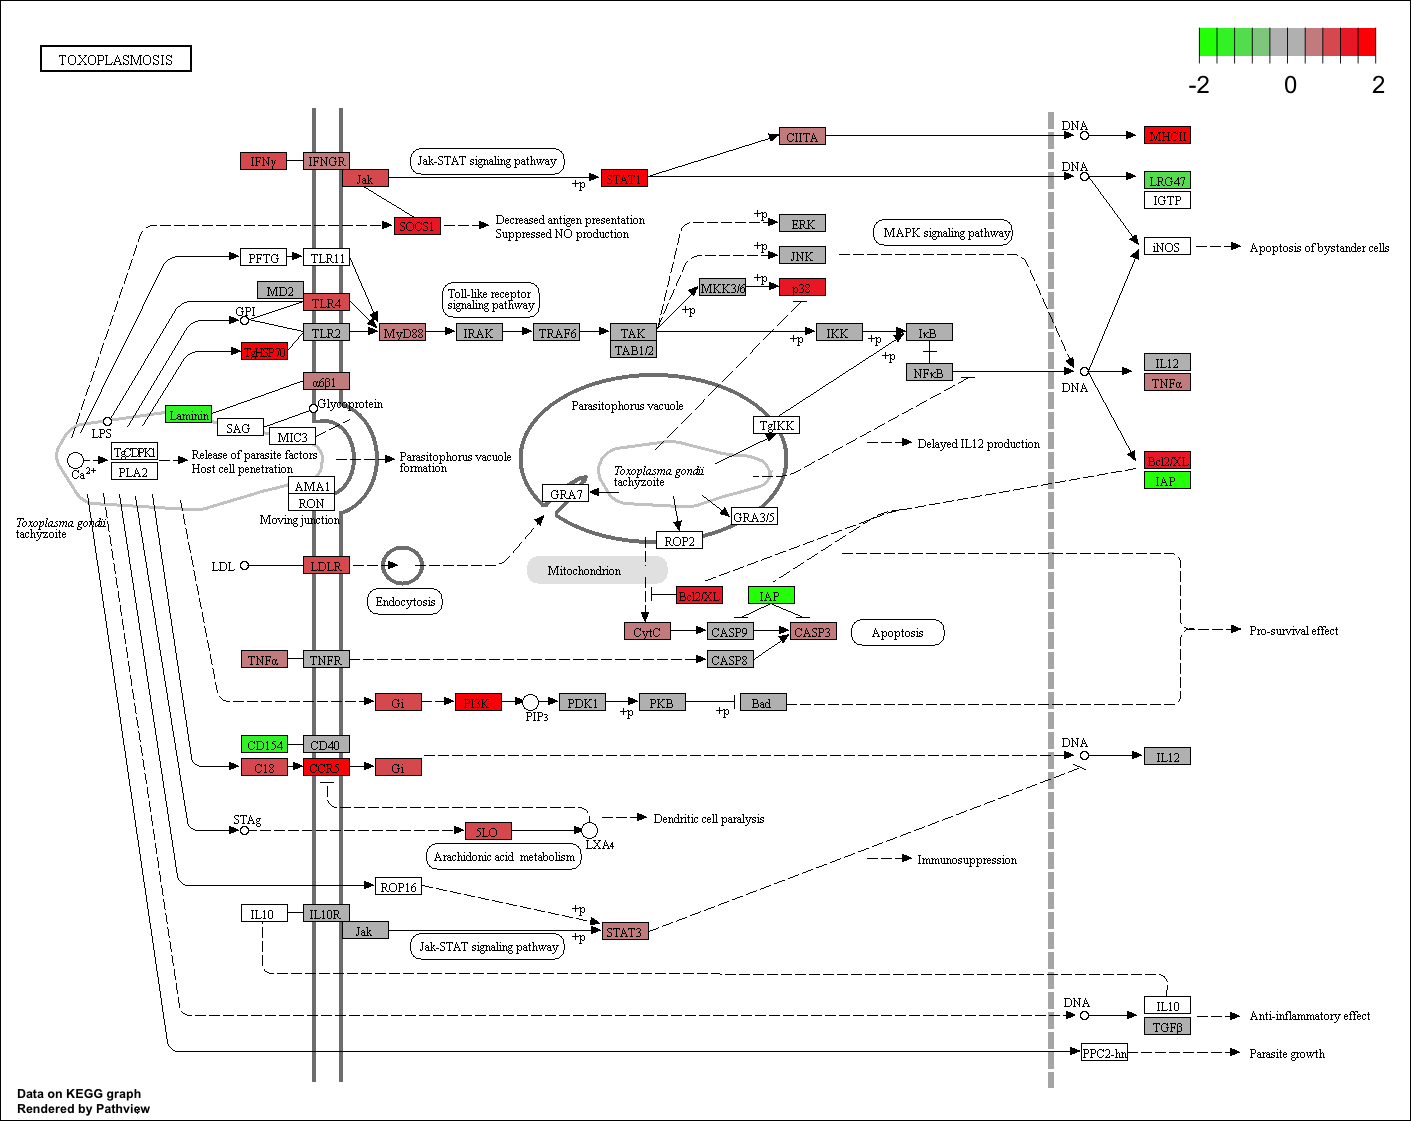 TOXOPLASMOSIS
-2 0 2
DNA
CIITA
MHCII
IFNγ
IFNGR
Jak-STAT signaling pathway
DNA
Jak
+p
STAT1
LRG47
IGTP
SOCS1
Decreased antigen presentation
Suppressed NO production
+p
ERK
MAPK signaling pathway
PFTG
TLR11
+p
JNK
iNOS
Apoptosis of bystander cells
MD2
TLR4
Toll-like receptor
signaling pathway
MKK3/6
+p
p38
GPI
+p
TLR2
MyD88
IRAK
TRAF6
TAK
+p
IKK
+p
IκB
TgHSP70
TAB1/2
+p
IL12
NFκB
α6β1
DNA
TNFα
Laminin
Glycoprotein
Parasitophorus vacuole
SAG
TgIKK
LPS
MIC3
Delayed IL12 production
TgCDPK1
Release of parasite factors
Parasitophorus vacuole
Bcl2/XL
Ca2+
PLA2
Host cell penetration
formation
Toxoplasma gondii
tachyzoite
IAP
AMA1
GRA7
RON
Moving junction
GRA3/5
Toxoplasma gondii
tachyzoite
ROP2
LDL
LDLR
Mitochondrion
Endocytosis
Bcl2/XL
IAP
CytC
CASP9
CASP3
Apoptosis
Pro-survival effect
TNFα
TNFR
CASP8
Gi
PI3K
PIP3
PDK1
+p
PKB
+p
Bad
CD154
CD40
DNA
C18
CCR5
Gi
IL12
STAg
5LO
LXA4
Dendritic cell paralysis
Arachidonic acid metabolism
Immunosuppression
ROP16
IL10
IL10R
+p
Jak
+p
STAT3
Jak-STAT signaling pathway
DNA
IL10
Anti-inflammatory effect
TGFβ
PPC2-hn
Parasite growth
Data on KEGG graph
Rendered by Pathview